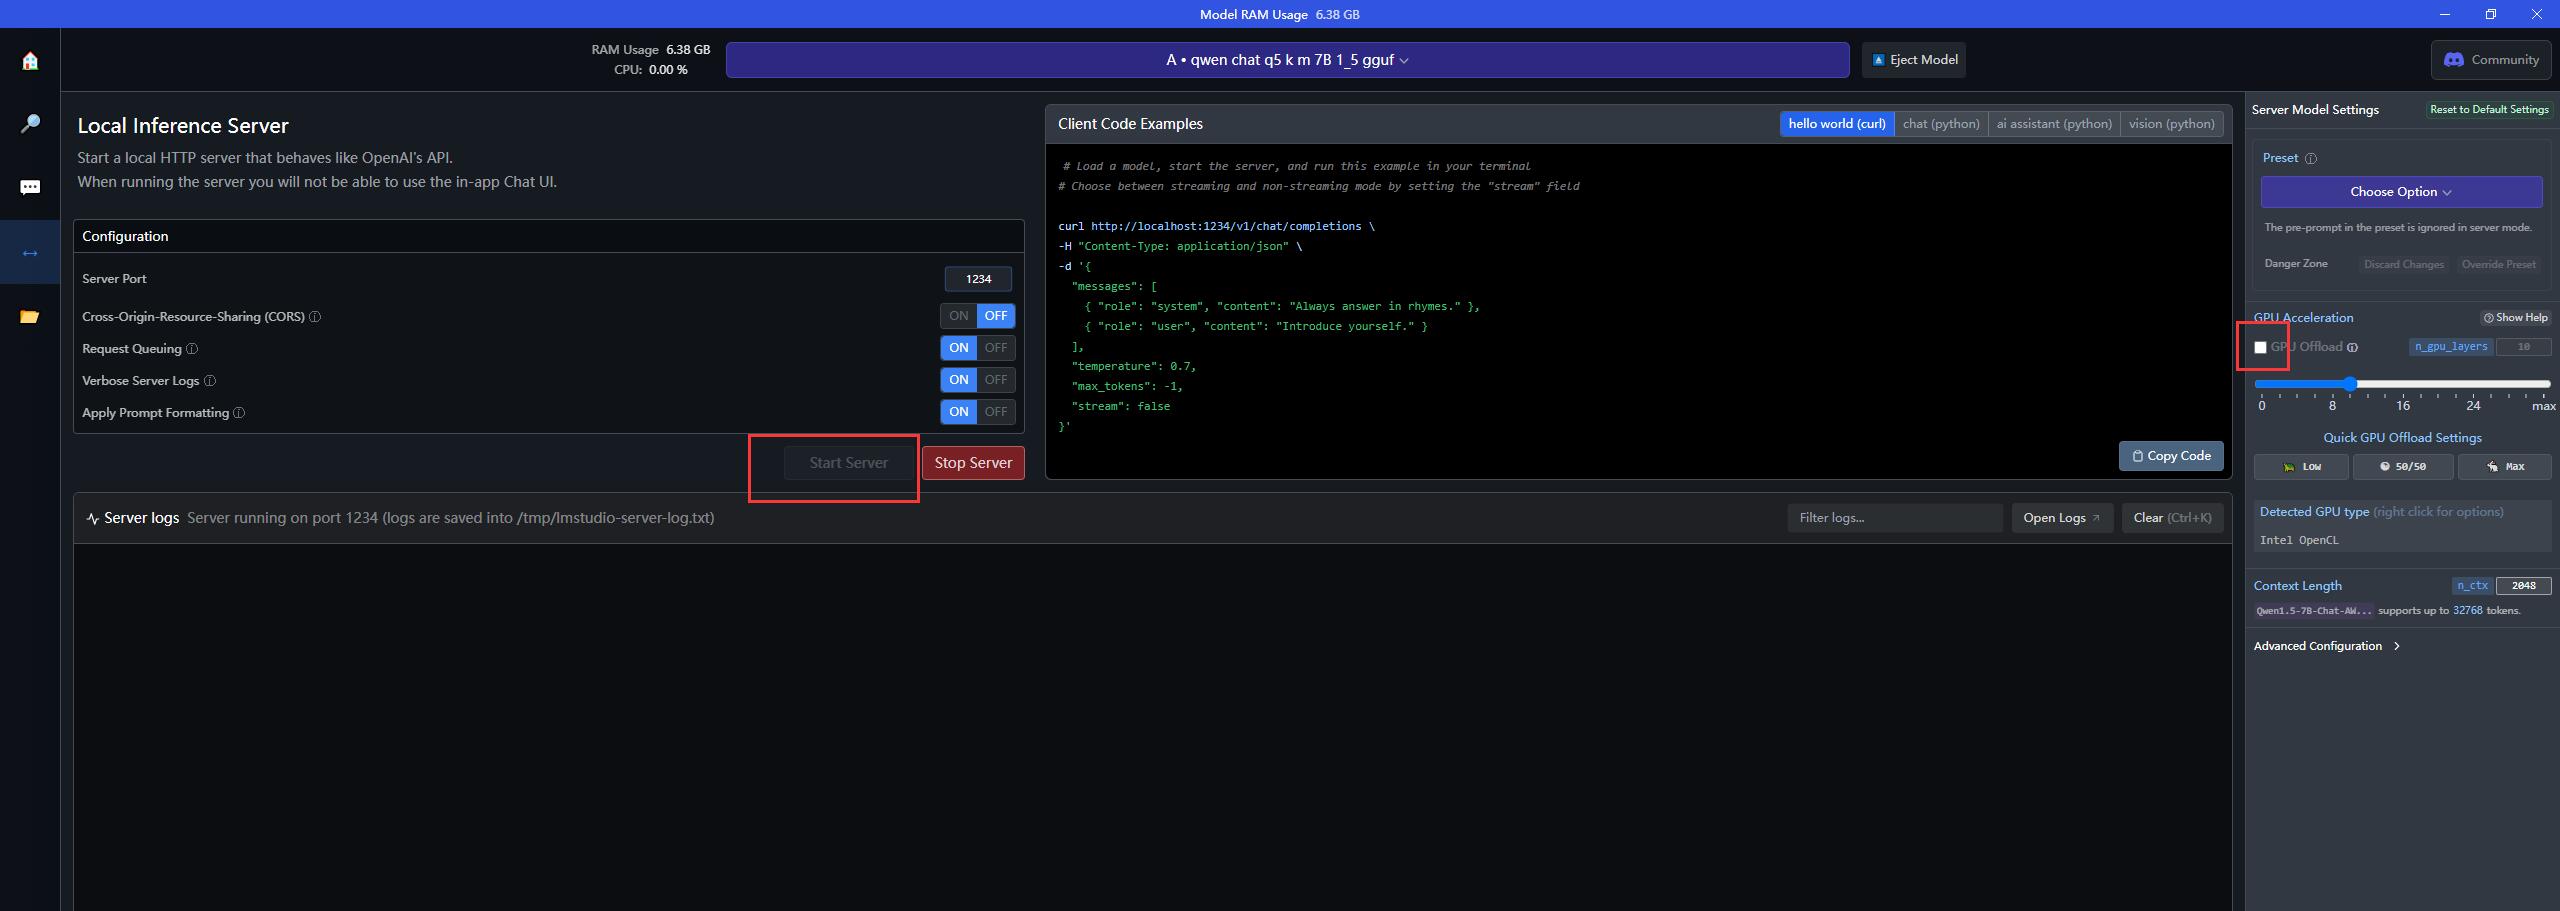 Model RAM Usage 6.38 GB
RAM Usage 6.38 GB
CPU: 0.00 %
A • qwen chat q5 k m 7B 1_5 gguf
Eject Model
Community
Local Inference Server
Start a local HTTP server that behaves like OpenAI's API.
When running the server you will not be able to use the in-app Chat UI.
Configuration
Server Port 1234
Cross-Origin-Resource-Sharing (CORS) ON OFF
Request Queuing ON OFF
Verbose Server Logs ON OFF
Apply Prompt Formatting ON OFF
Start Server Stop Server
Client Code Examples
hello world (curl) chat (python) ai assistant (python) vision (python)
# Load a model, start the server, and run this example in your terminal
# Choose between streaming and non-streaming mode by setting the "stream" field
curl http://localhost:1234/v1/chat/completions \
-H "Content-Type: application/json" \
-d '{
"messages": [
{ "role": "system", "content": "Always answer in rhymes." },
{ "role": "user", "content": "Introduce yourself." }
],
"temperature": 0.7,
"max_tokens": -1,
"stream": false
}'
Copy Code
Server logs Server running on port 1234 (logs are saved into /tmp/lmstudio-server-log.txt)
Filter logs... Open Logs Clear (Ctrl+K)
Server Model Settings Reset to Default Settings
Preset
Choose Option
The pre-prompt in the preset is ignored in server mode.
Danger Zone Discard Changes Override Preset
GPU Acceleration Show Help
GPU Offload n_gpu_layers 10
0 8 16 24 max
Quick GPU Offload Settings
Low 50/50 Max
Detected GPU type (right click for options)
Intel OpenCL
Context Length n_ctx 2048
Qwen1.5-7B-Chat-AW... supports up to 32768 tokens.
Advanced Configuration